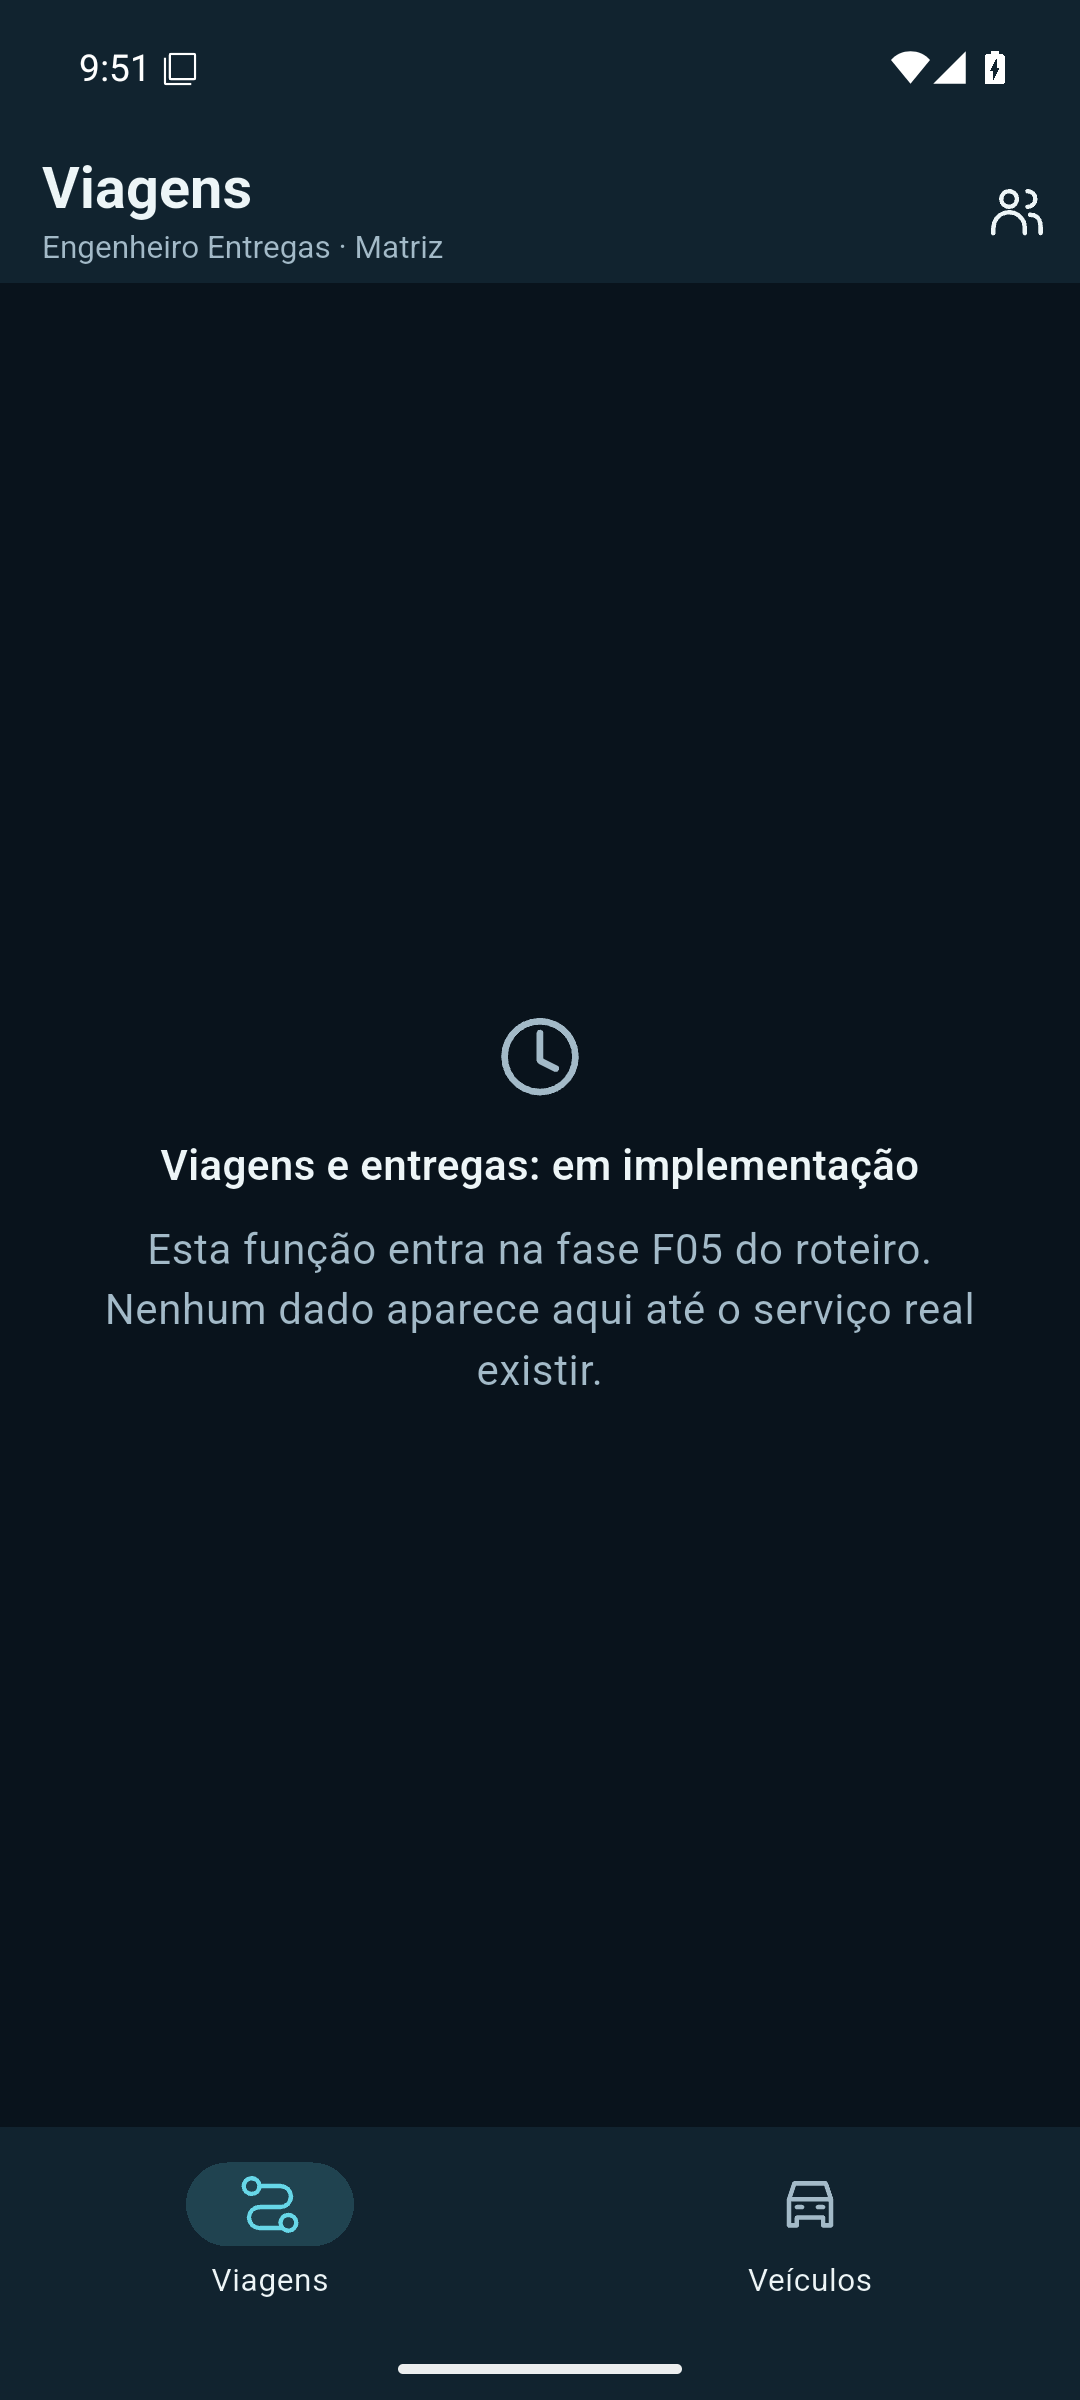 9:51
Viagens
Engenheiro Entregas · Matriz
Viagens e entregas: em implementação
Esta função entra na fase F05 do roteiro.
Nenhum dado aparece aqui até o serviço real
existir.
Viagens
Veículos